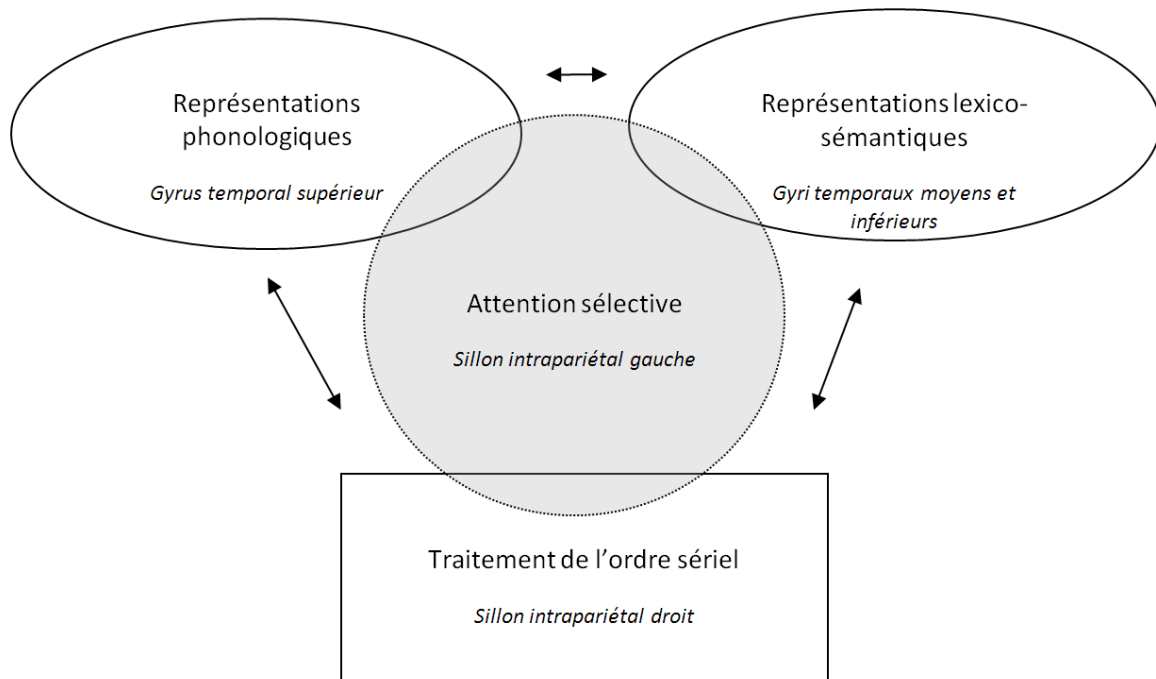 Représentations
phonologiques
Gyrus temporal supérieur
Représentations lexico-
sémantiques
Gyri temporaux moyens et
inférieurs
Attention sélective
Sillon intrapariétal gauche
Traitement de l'ordre sériel
Sillon intrapariétal droit